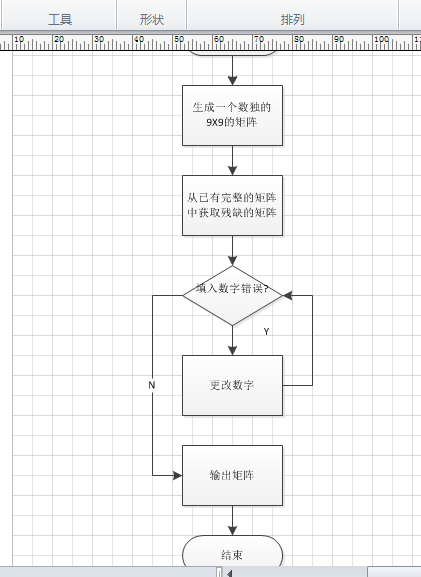 工具 形状 排列
10 20 30 40 50 60 70 80 90 100 11
生成一个数独的
9X9的矩阵
从已有完整的矩阵
中获取残缺的矩阵
填入数字错误?
Y
更改数字
N
输出矩阵
结束